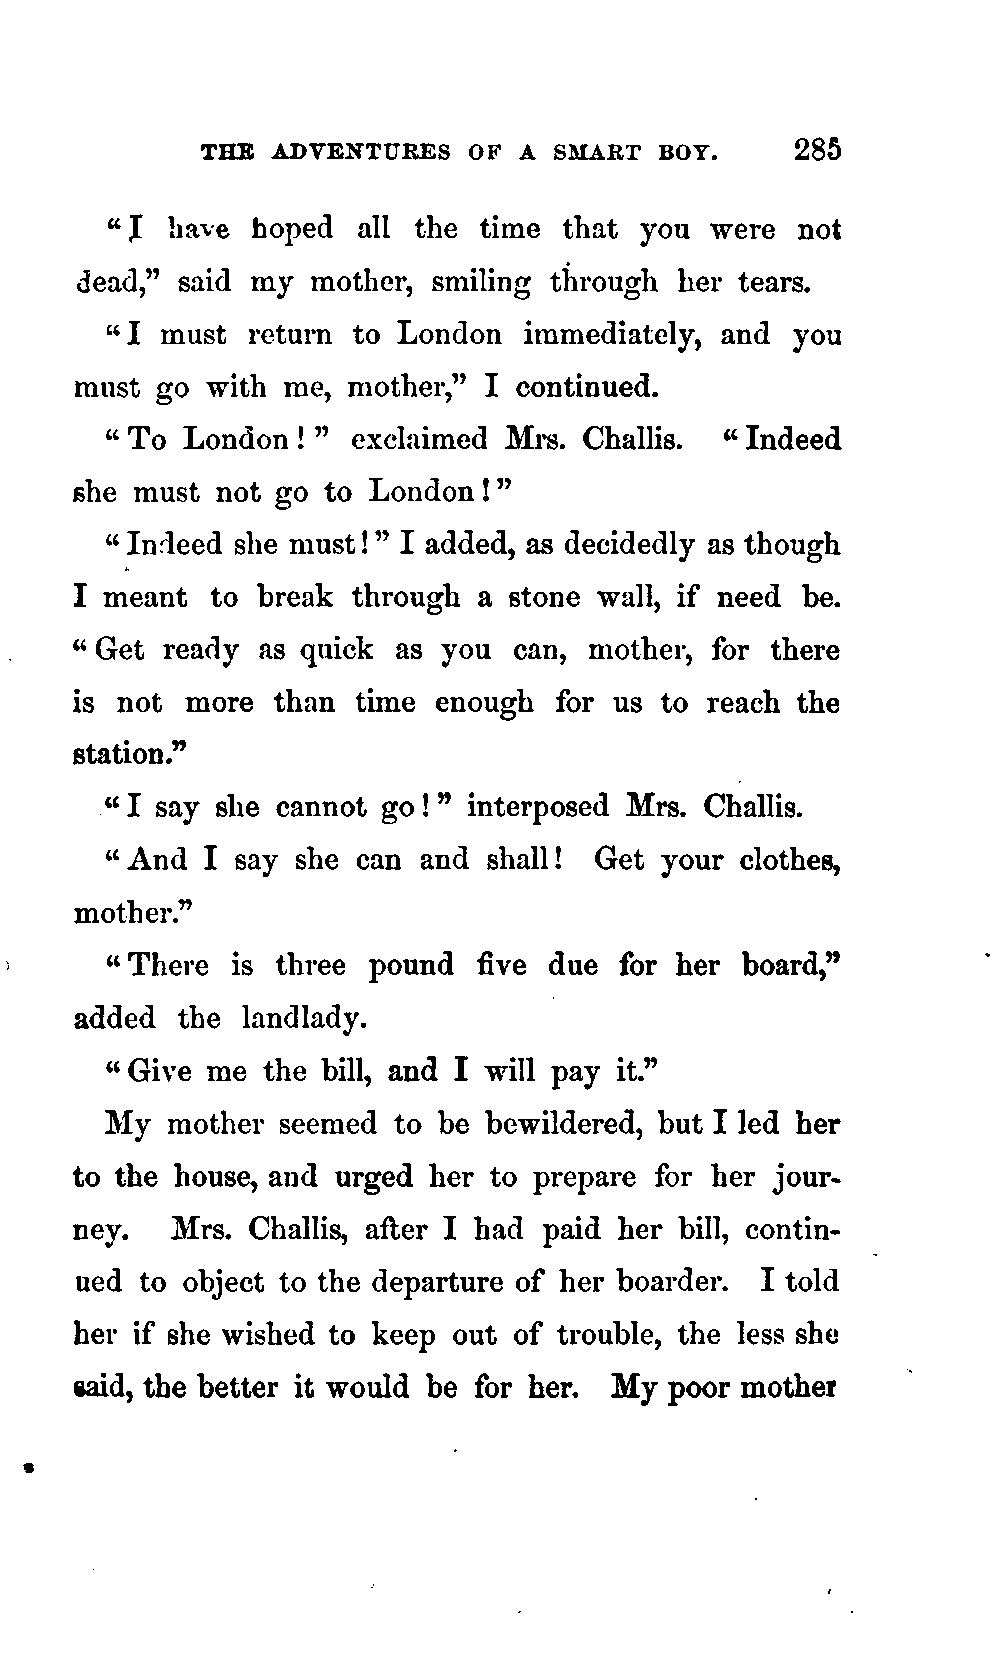 THE ADVENTURES OF A SMART BOY. 285
"I have hoped all the time that you were not
dead," said my mother, smiling through her tears.
"I must return to London immediately, and you
must go with me, mother," I continued.
"To London!" exclaimed Mrs. Challis. "Indeed
she must not go to London!"
"Indeed she must!" I added, as decidedly as though
I meant to break through a stone wall, if need be.
"Get ready as quick as you can, mother, for there
is not more than time enough for us to reach the
station."
"I say she cannot go!" interposed Mrs. Challis.
"And I say she can and shall! Get your clothes,
mother."
"There is three pound five due for her board,"
added the landlady.
"Give me the bill, and I will pay it."
My mother seemed to be bewildered, but I led her
to the house, and urged her to prepare for her jour-
ney. Mrs. Challis, after I had paid her bill, contin-
ued to object to the departure of her boarder. I told
her if she wished to keep out of trouble, the less she
said, the better it would be for her. My poor mother